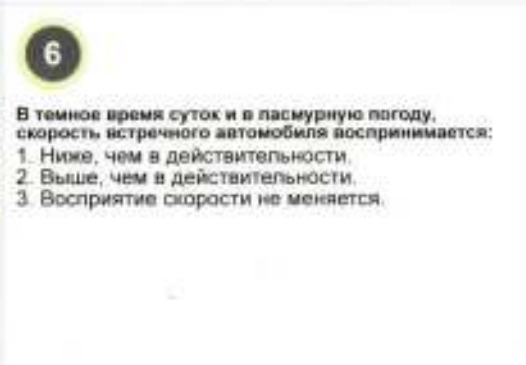 6
В темное время суток и в пасмурную погоду,
скорость встречного автомобиля воспринимается:
1. Ниже, чем в действительности.
2. Выше, чем в действительности.
3. Восприятие скорости не меняется.